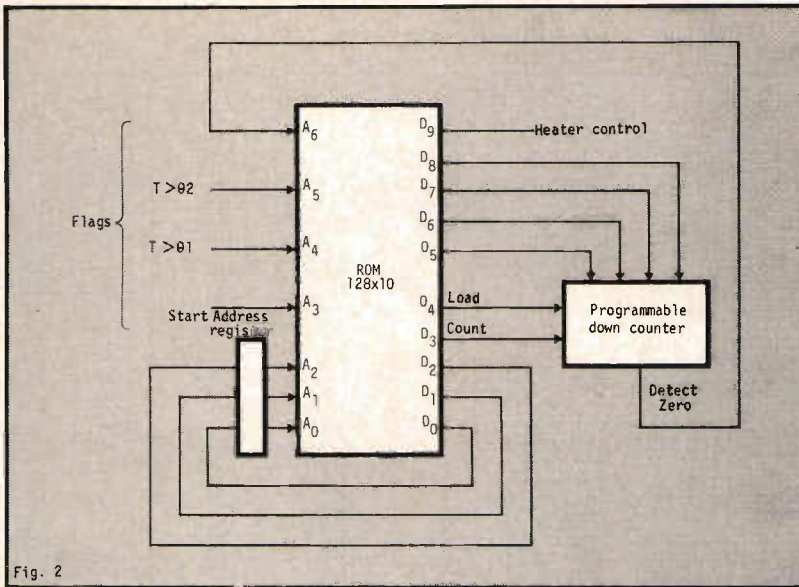 A6
D9
Heater control
D8
T >θ2
A5
D7
Flags
D6
T >θ1
A4
D5
ROM
128x10
Start
A3
D4
Load
Programmable
down counter
Address
D3
Count
A2
D2
A1
D1
Detect
Zero
A0
D0
Fig. 2